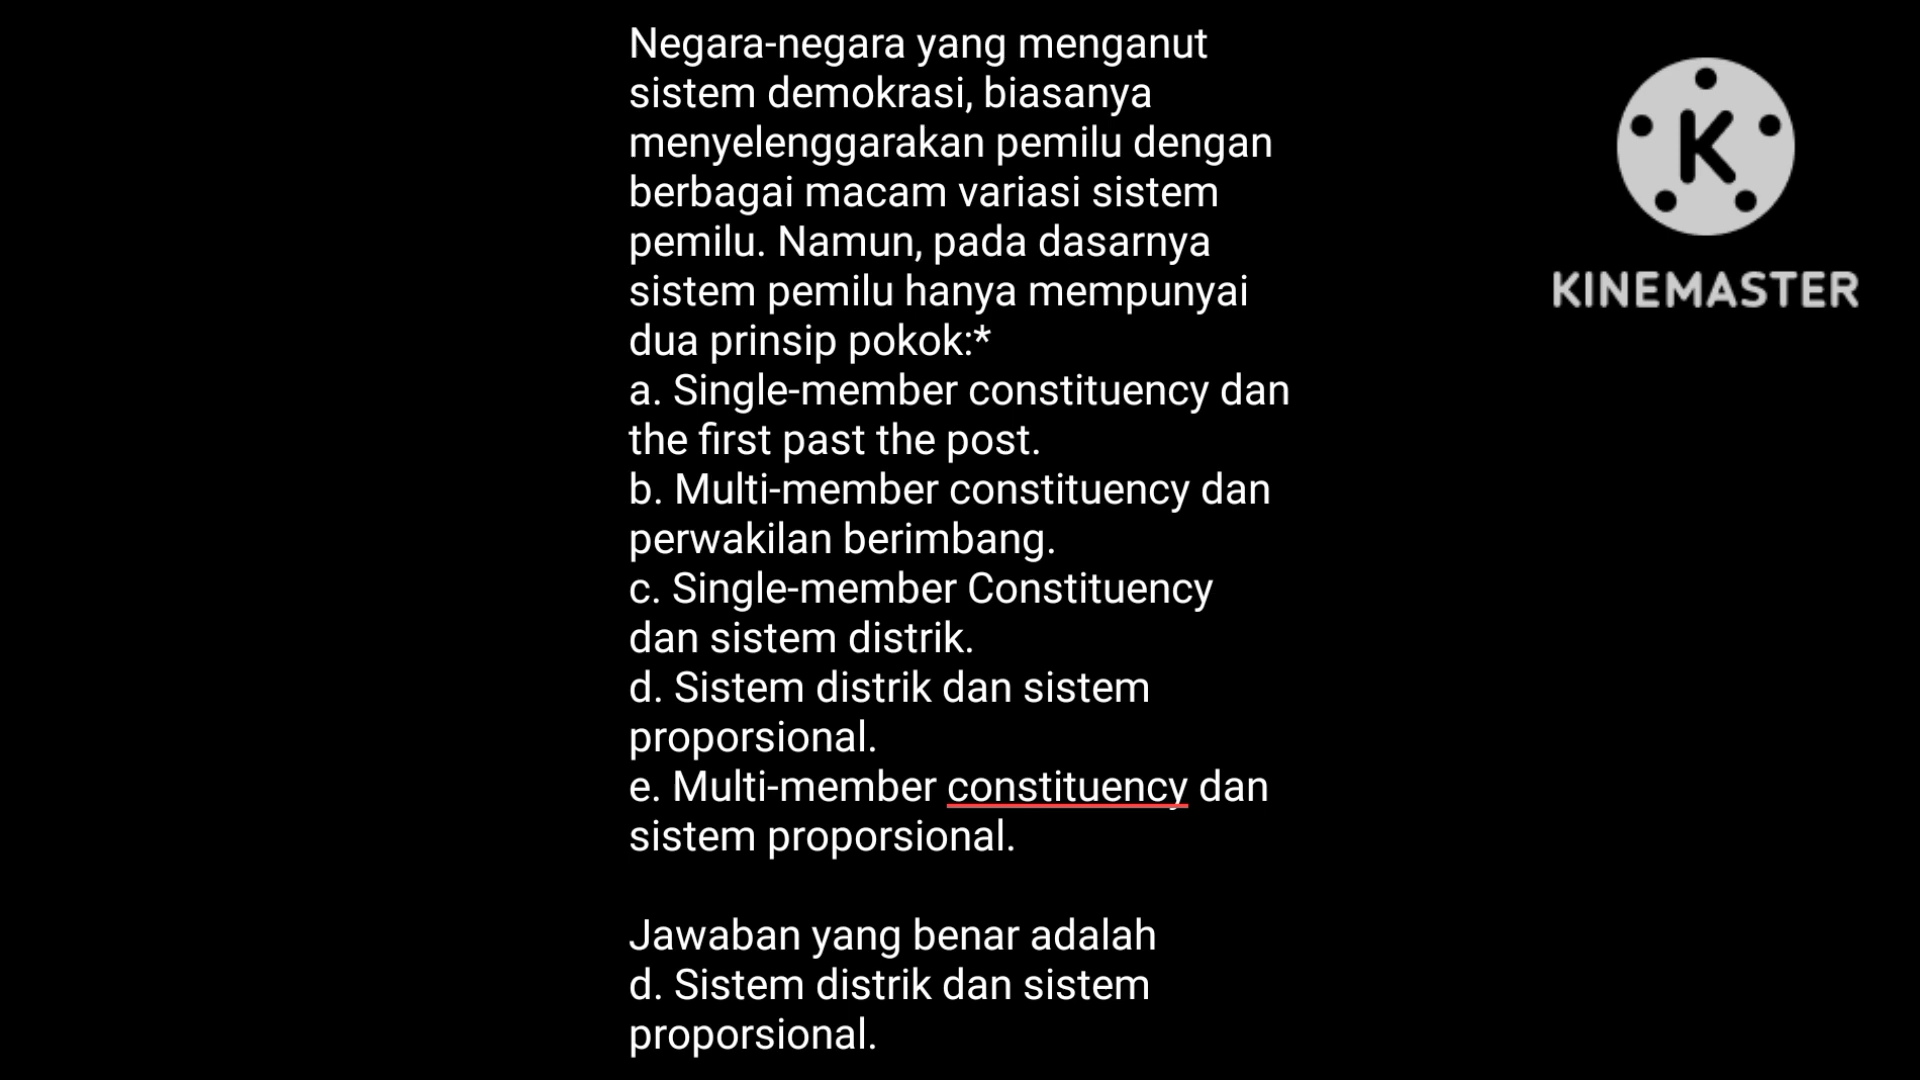 Negara-negara yang menganut
sistem demokrasi, biasanya
menyelenggarakan pemilu dengan
berbagai macam variasi sistem
pemilu. Namun, pada dasarnya
sistem pemilu hanya mempunyai
dua prinsip pokok:*
a. Single-member constituency dan
the first past the post.
b. Multi-member constituency dan
perwakilan berimbang.
c. Single-member Constituency
dan sistem distrik.
d. Sistem distrik dan sistem
proporsional.
e. Multi-member constituency dan
sistem proporsional.
Jawaban yang benar adalah
d. Sistem distrik dan sistem
proporsional.
K
KINEMASTER